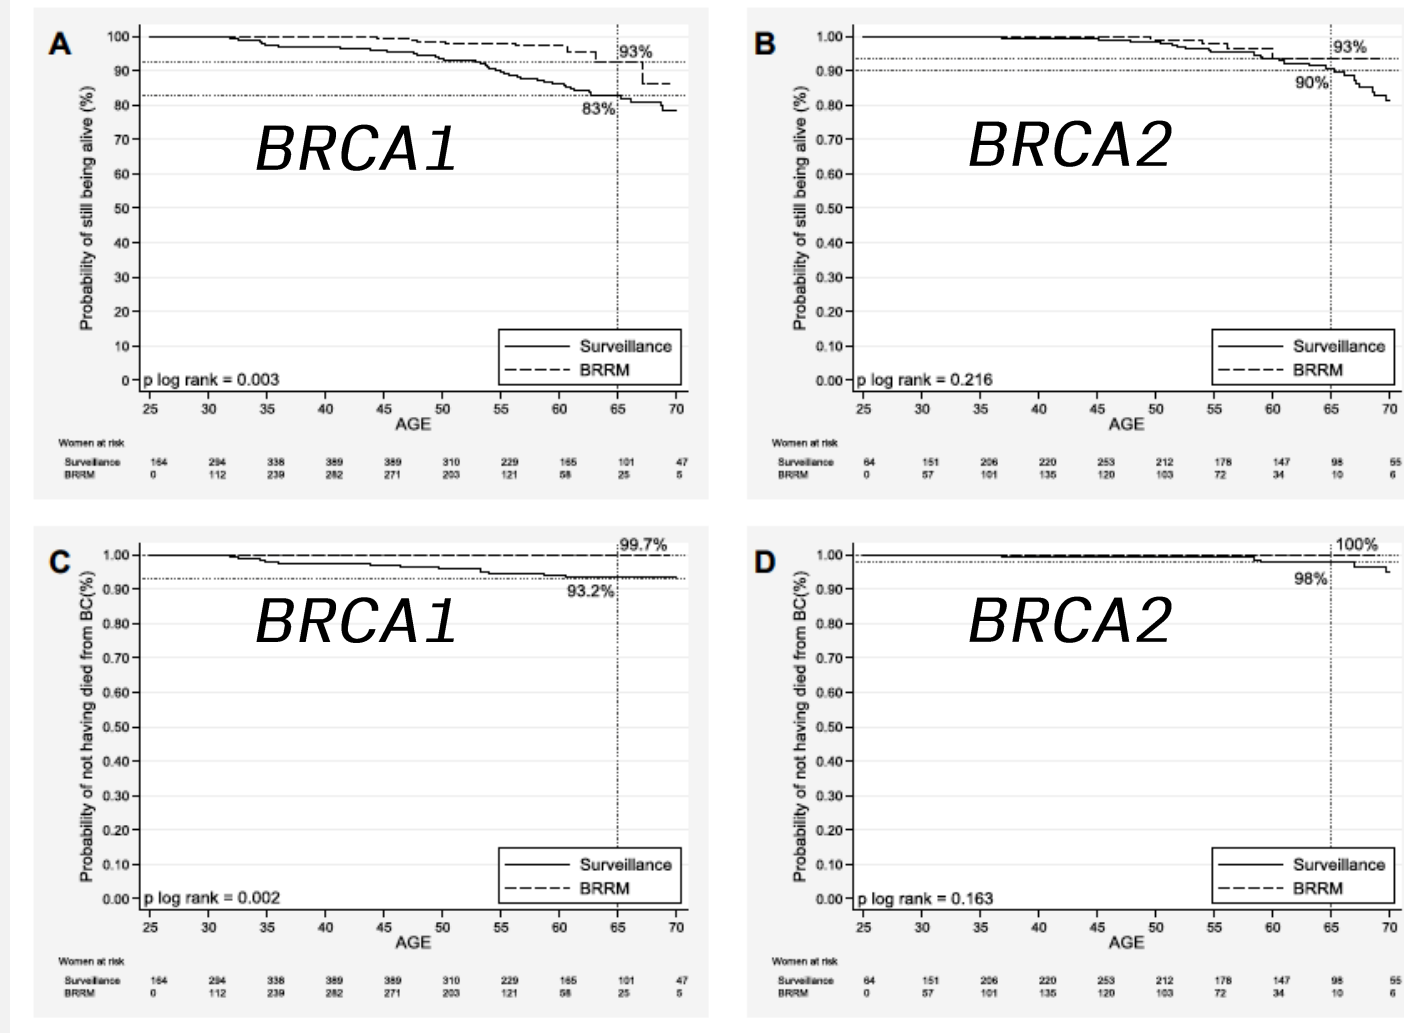 A
Probability of still being alive (%)
100
90
80
70
60
50
40
30
20
10
0
93%
83%
BRCA1
Surveillance
BRRM
p log rank = 0.003
25 30 35 40 45 50 55 60 65 70
AGE
Women at risk
Surveillance 164 294 338 389 389 310 229 165 101 47
BRRM 0 112 239 282 271 203 121 58 25 5
B
Probability of still being alive (%)
1.00
0.90
0.80
0.70
0.60
0.50
0.40
0.30
0.20
0.10
0.00
93%
90%
BRCA2
Surveillance
BRRM
p log rank = 0.216
25 30 35 40 45 50 55 60 65 70
AGE
Women at risk
Surveillance 64 151 206 220 253 212 178 147 98 55
BRRM 0 57 101 135 120 103 72 34 10 6
C
Probability of not having died from BC(%)
1.00
0.90
0.80
0.70
0.60
0.50
0.40
0.30
0.20
0.10
0.00
99.7%
93.2%
BRCA1
Surveillance
BRRM
p log rank = 0.002
25 30 35 40 45 50 55 60 65 70
AGE
Women at risk
Surveillance 164 294 338 389 389 310 229 165 101 47
BRRM 0 112 239 282 271 203 121 58 25 5
D
Probability of not having died from BC(%)
1.00
0.90
0.80
0.70
0.60
0.50
0.40
0.30
0.20
0.10
0.00
100%
98%
BRCA2
Surveillance
BRRM
p log rank = 0.163
25 30 35 40 45 50 55 60 65 70
AGE
Women at risk
Surveillance 64 151 206 220 253 212 178 147 98 55
BRRM 0 57 101 135 120 103 72 34 10 6